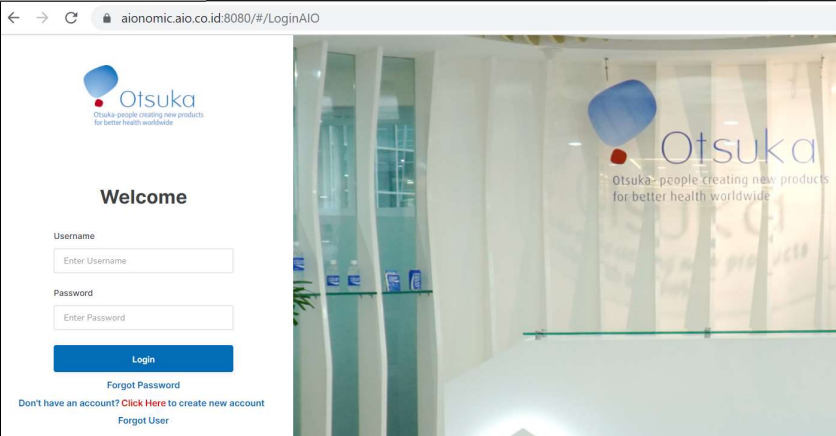 aionomic.aio.co.id:8080/#/LoginAIO
Otsuka
Otsuka-people creating new products
for better health worldwide
Welcome
Username
Enter Username
Password
Enter Password
Login
Forgot Password
Don't have an account? Click Here to create new account
Forgot User
Otsuka
Otsuka-people creating new products
for better health worldwide